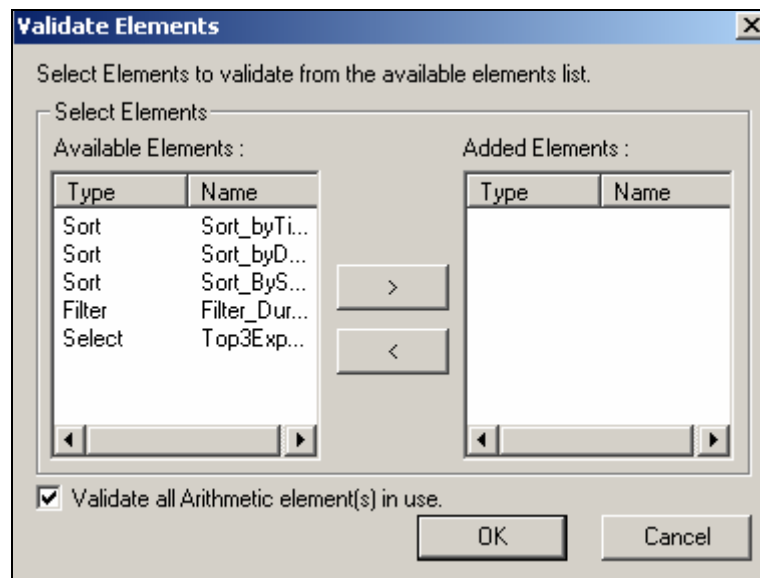 Validate Elements
Select Elements to validate from the available elements list.
Select Elements
Available Elements :
Added Elements :
Type Name
Sort Sort_byTi...
Sort Sort_byD...
Sort Sort_ByS...
Filter Filter_Dur...
Select Top3Exp...
Type Name
>
<
Validate all Arithmetic element(s) in use.
OK Cancel